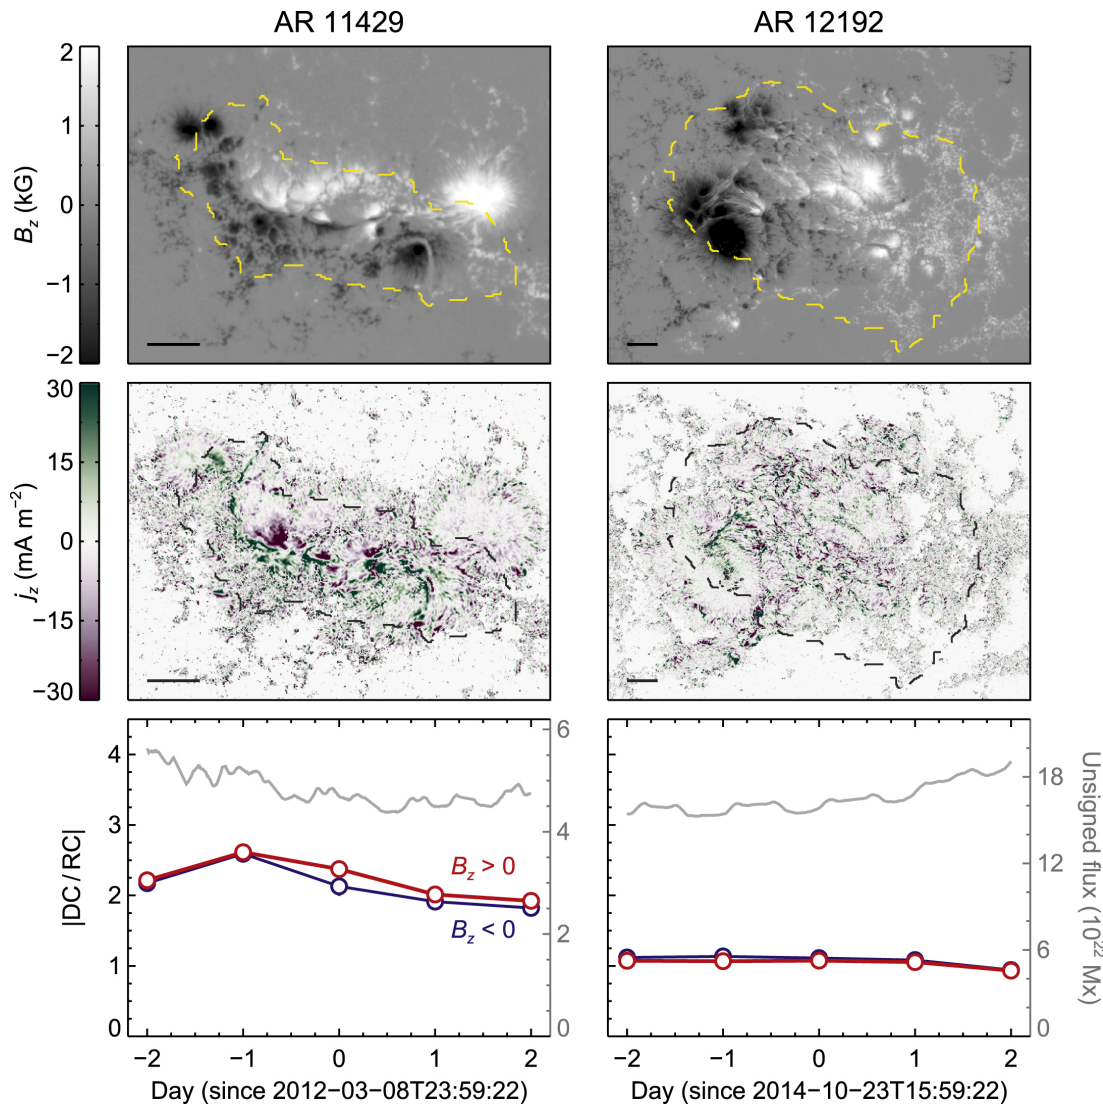 AR 11429
AR 12192
B_z (kG)
2
1
0
−1
−2
j_z (mA m⁻²)
30
15
0
−15
−30
|DC / RC|
4
3
2
1
0
6
4
2
0
B_z > 0
B_z < 0
18
12
6
0
Unsigned flux (10²² Mx)
−2 −1 0 1 2
−2 −1 0 1 2
Day (since 2012−03−08T23:59:22)
Day (since 2014−10−23T15:59:22)